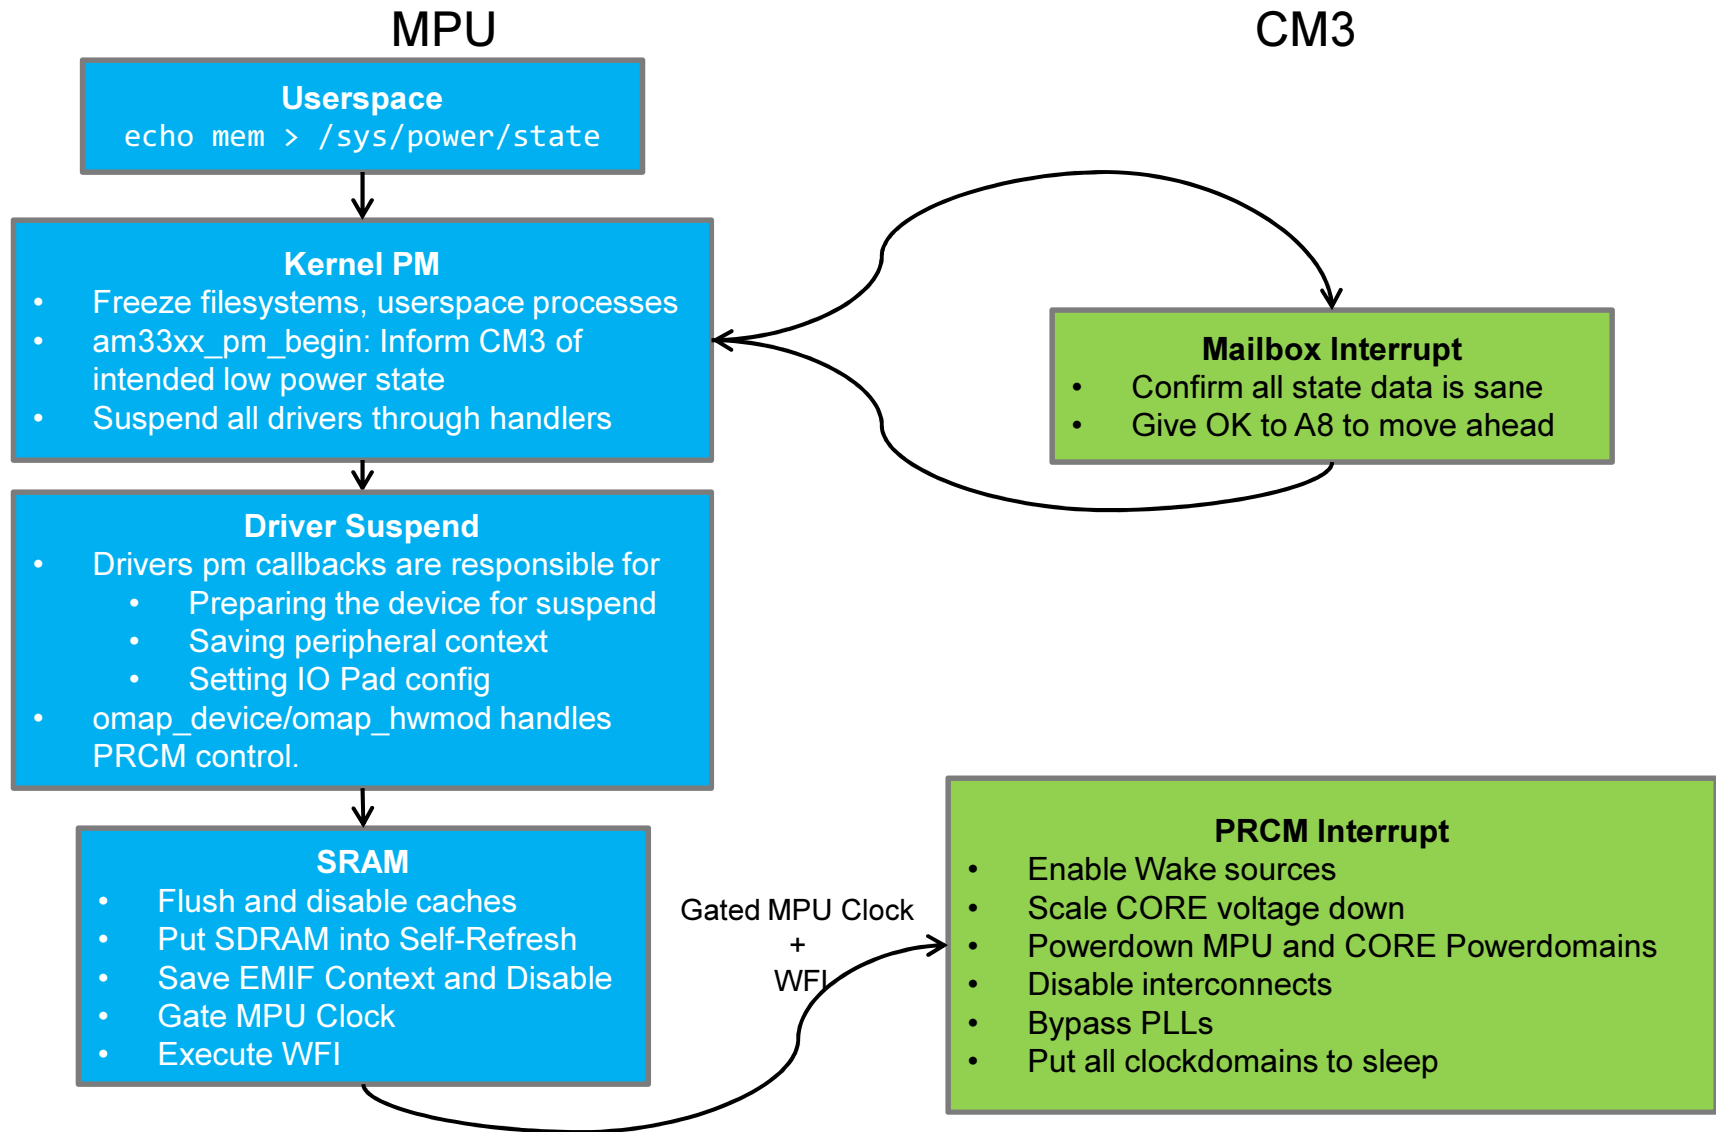 MPU
CM3
Userspace
echo mem > /sys/power/state
Kernel PM
• Freeze filesystems, userspace processes
• am33xx_pm_begin: Inform CM3 of
intended low power state
• Suspend all drivers through handlers
Mailbox Interrupt
• Confirm all state data is sane
• Give OK to A8 to move ahead
Driver Suspend
• Drivers pm callbacks are responsible for
• Preparing the device for suspend
• Saving peripheral context
• Setting IO Pad config
• omap_device/omap_hwmod handles
PRCM control.
SRAM
• Flush and disable caches
• Put SDRAM into Self-Refresh
• Save EMIF Context and Disable
• Gate MPU Clock
• Execute WFI
Gated MPU Clock
+
WFI
PRCM Interrupt
• Enable Wake sources
• Scale CORE voltage down
• Powerdown MPU and CORE Powerdomains
• Disable interconnects
• Bypass PLLs
• Put all clockdomains to sleep